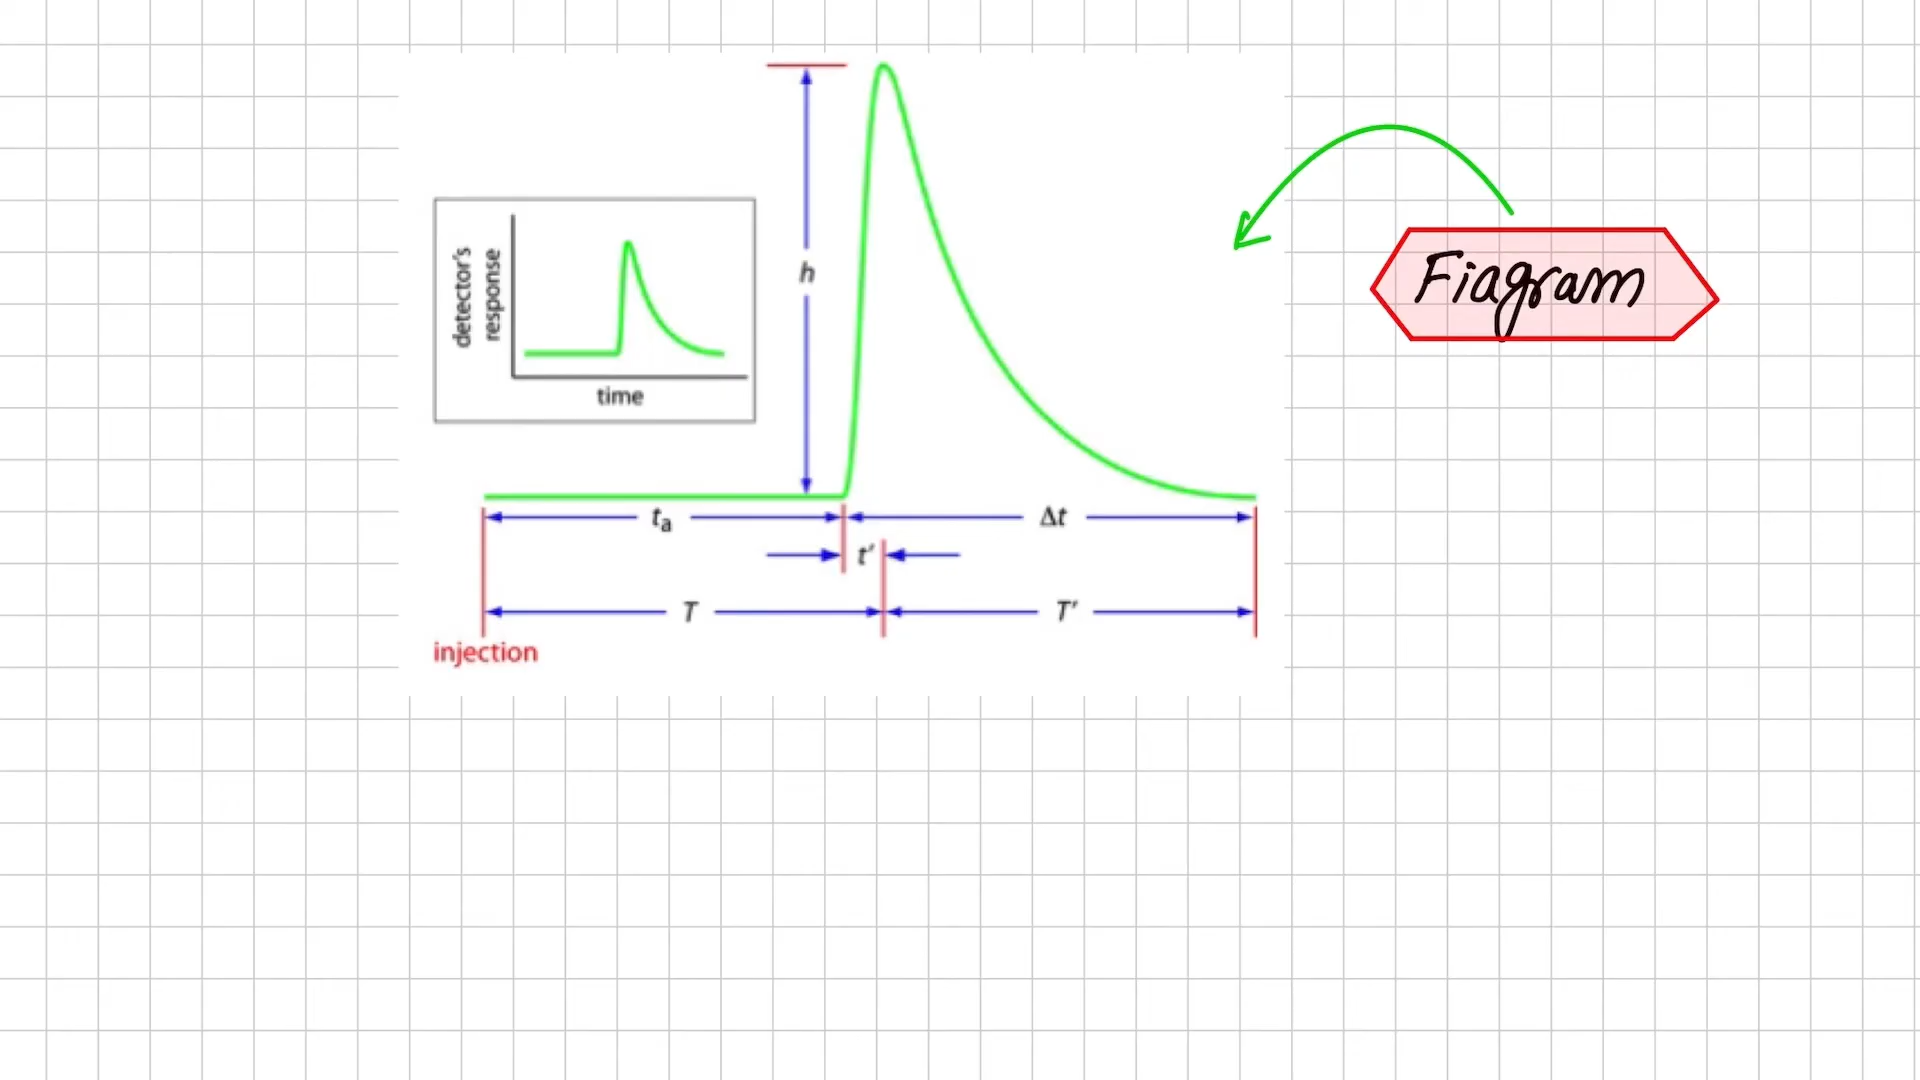 Fiagram
h
detector's
response
time
tₐ
Δt
t′
T
T′
injection